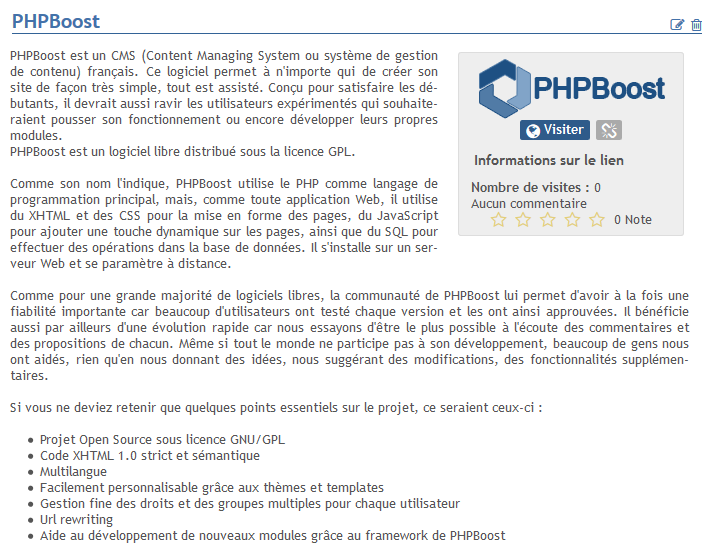 PHPBoost
PHPBoost est un CMS (Content Managing System ou système de gestion
de contenu) français. Ce logiciel permet à n'importe qui de créer son
site de façon très simple, tout est assisté. Conçu pour satisfaire les dé-
butants, il devrait aussi ravir les utilisateurs expérimentés qui souhaite-
raient pousser son fonctionnement ou encore développer leurs propres
modules.
PHPBoost est un logiciel libre distribué sous la licence GPL.
Comme son nom l'indique, PHPBoost utilise le PHP comme langage de
programmation principal, mais, comme toute application Web, il utilise
du XHTML et des CSS pour la mise en forme des pages, du JavaScript
pour ajouter une touche dynamique sur les pages, ainsi que du SQL pour
effectuer des opérations dans la base de données. Il s'installe sur un ser-
veur Web et se paramètre à distance.
PHPBoost
Visiter
Informations sur le lien
Nombre de visites : 0
Aucun commentaire
0 Note
Comme pour une grande majorité de logiciels libres, la communauté de PHPBoost lui permet d'avoir à la fois une
fiabilité importante car beaucoup d'utilisateurs ont testé chaque version et les ont ainsi approuvées. Il bénéficie
aussi par ailleurs d'une évolution rapide car nous essayons d'être le plus possible à l'écoute des commentaires et
des propositions de chacun. Même si tout le monde ne participe pas à son développement, beaucoup de gens nous
ont aidés, rien qu'en nous donnant des idées, nous suggérant des modifications, des fonctionnalités supplémen-
taires.
Si vous ne deviez retenir que quelques points essentiels sur le projet, ce seraient ceux-ci :
Projet Open Source sous licence GNU/GPL
Code XHTML 1.0 strict et sémantique
Multilangue
Facilement personnalisable grâce aux thèmes et templates
Gestion fine des droits et des groupes multiples pour chaque utilisateur
Url rewriting
Aide au développement de nouveaux modules grâce au framework de PHPBoost